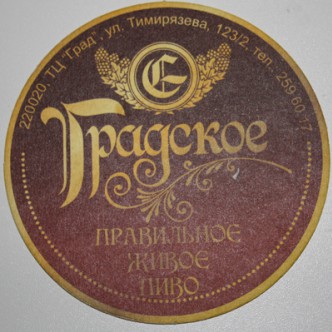 220020, ТЦ "Град", ул. Тимирязева, 123/2, тел.: 259 60 17
С
Градское
ПРАВИЛЬНОЕ
ЖИВОЕ
ПИВО